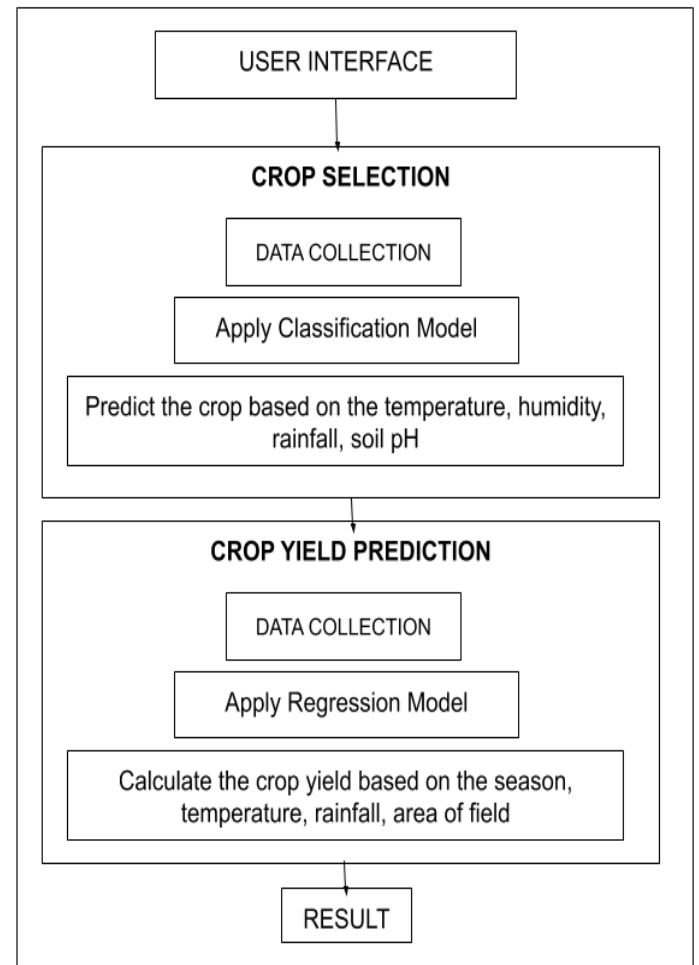 USER INTERFACE
CROP SELECTION
DATA COLLECTION
Apply Classification Model
Predict the crop based on the temperature, humidity,
rainfall, soil pH
CROP YIELD PREDICTION
DATA COLLECTION
Apply Regression Model
Calculate the crop yield based on the season,
temperature, rainfall, area of field
RESULT